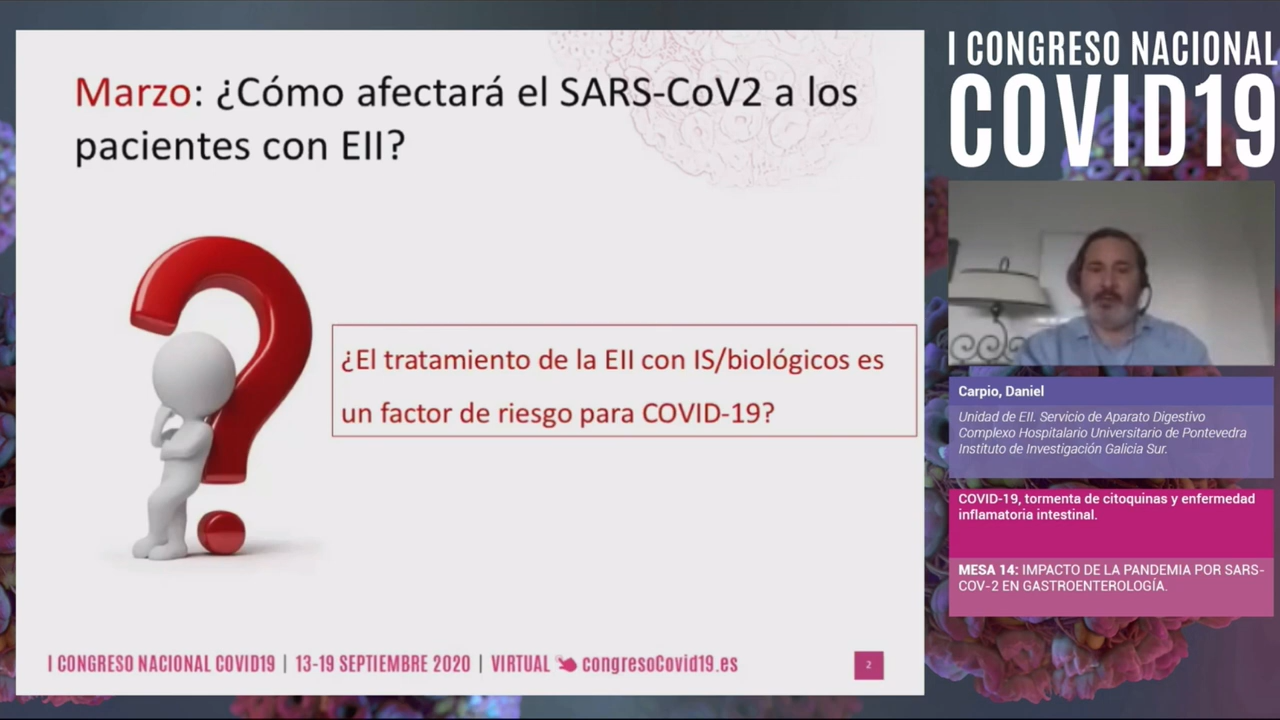 Marzo: ¿Cómo afectará el SARS-CoV2 a los
pacientes con EII?
¿El tratamiento de la EII con IS/biológicos es
un factor de riesgo para COVID-19?
I CONGRESO NACIONAL COVID19 | 13-19 SEPTIEMBRE 2020 | VIRTUAL congresoCovid19.es
2
I CONGRESO NACIONAL
COVID19
Carpio, Daniel
Unidad de EII. Servicio de Aparato Digestivo
Complexo Hospitalario Universitario de Pontevedra
Instituto de Investigación Galicia Sur.
COVID-19, tormenta de citoquinas y enfermedad
inflamatoria intestinal.
MESA 14: IMPACTO DE LA PANDEMIA POR SARS-
COV-2 EN GASTROENTEROLOGÍA.